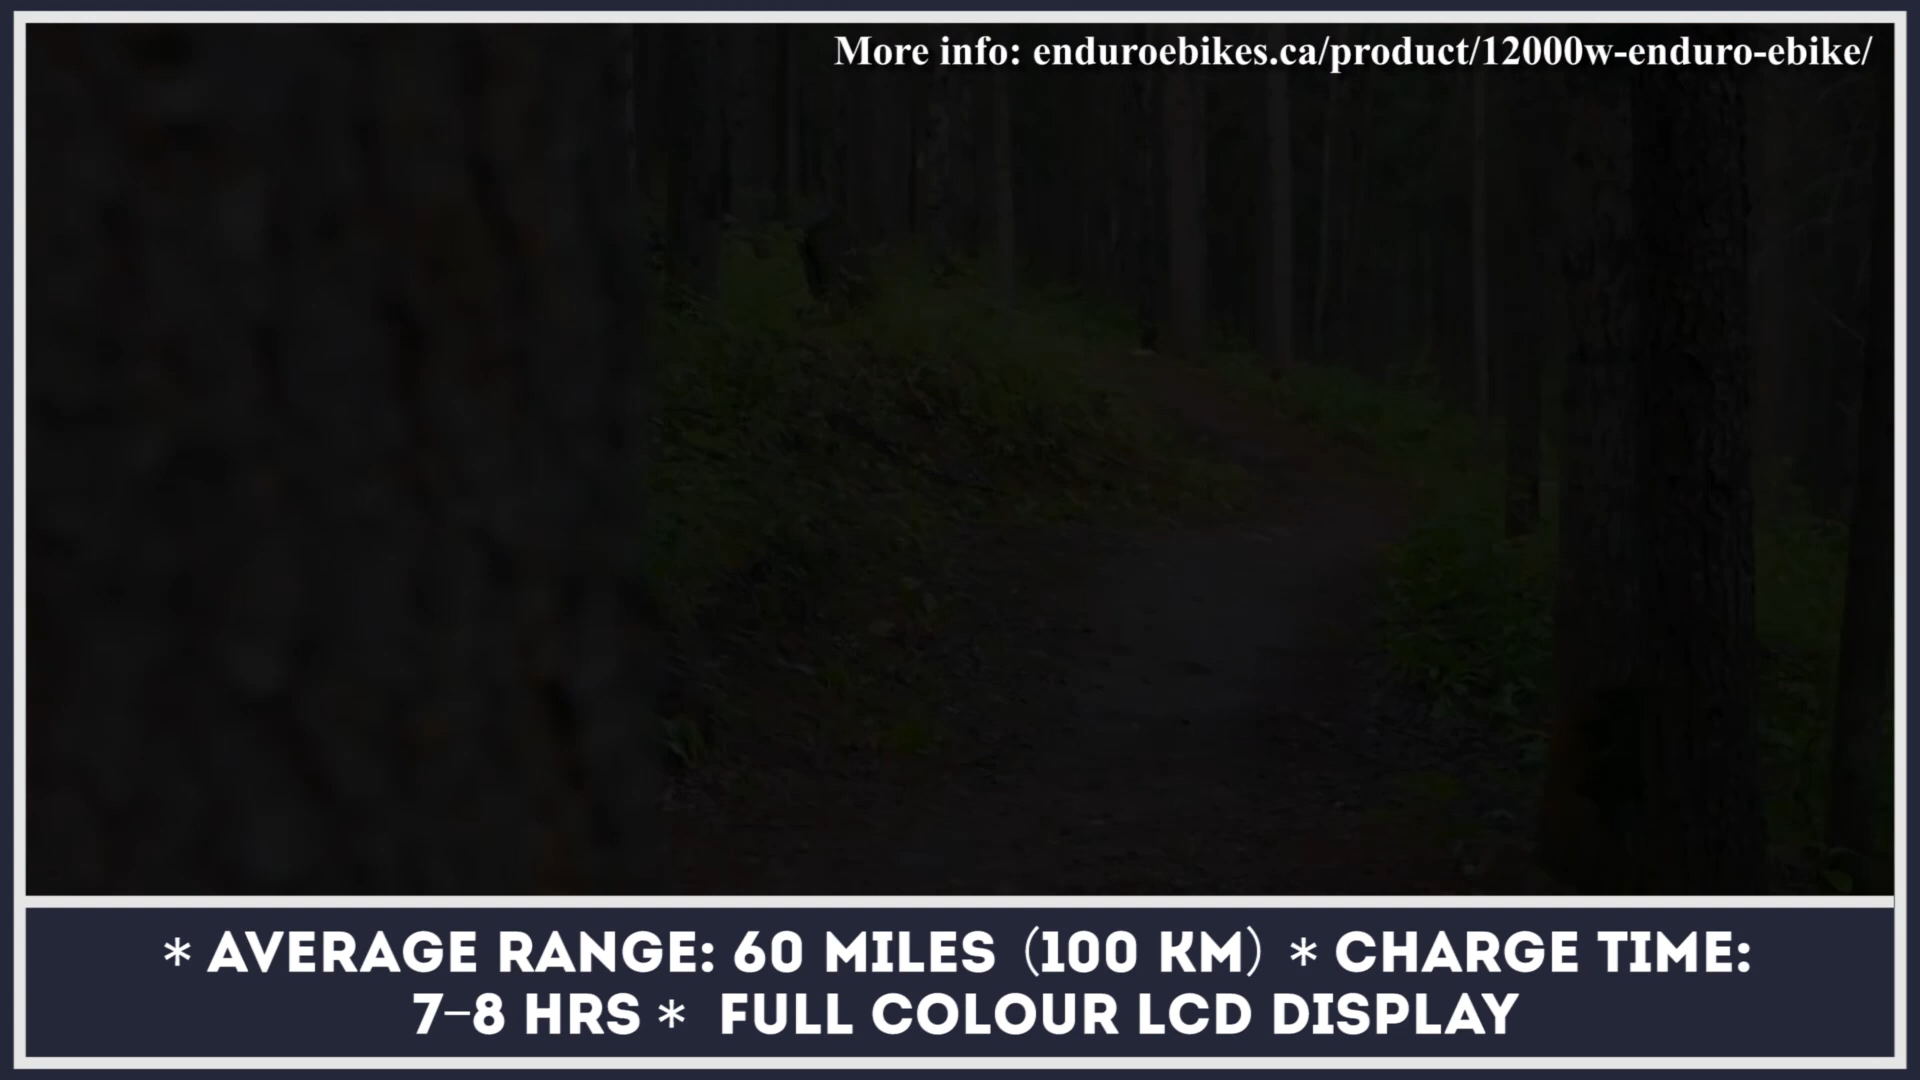 More info: enduroebikes.ca/product/12000w-enduro-ebike/
* AVERAGE RANGE: 60 MILES (100 KM) * CHARGE TIME:
7–8 HRS * FULL COLOUR LCD DISPLAY